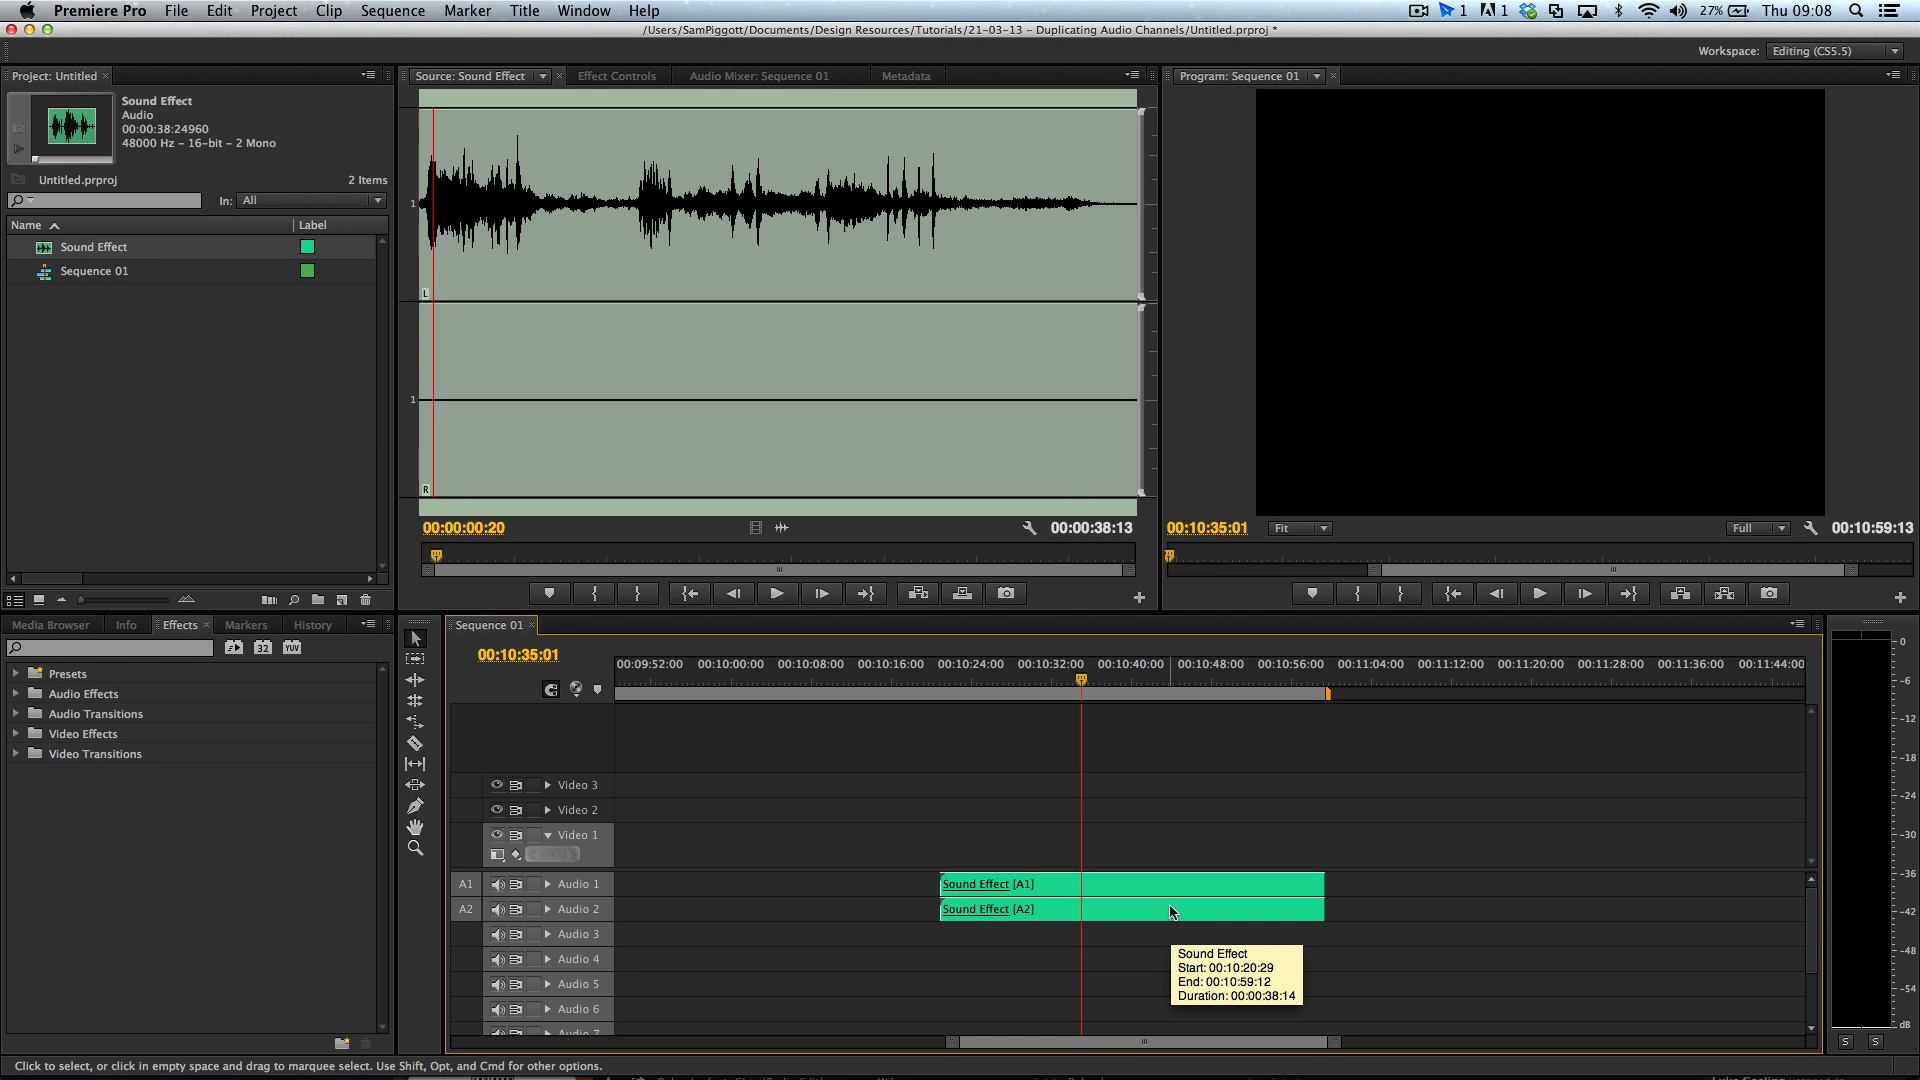 Premiere Pro File Edit Project Clip Sequence Marker Title Window Help 1 1 27% Thu 09:08
/Users/SamPiggott/Documents/Design Resources/Tutorials/21-03-13 – Duplicating Audio Channels/Untitled.prproj *
Workspace: Editing (CS5.5)
Project: Untitled
Source: Sound Effect Effect Controls Audio Mixer: Sequence 01 Metadata
Program: Sequence 01
Sound Effect
Audio
00:00:38:24960
48000 Hz – 16-bit – 2 Mono
Untitled.prproj 2 Items
In: All
Name Label
Sound Effect
Sequence 01
1
L
1
R
00:00:00:20 00:00:38:13
00:10:35:01 Fit Full 00:10:59:13
Media Browser Info Effects Markers History
32 YUV
Presets
Audio Effects
Audio Transitions
Video Effects
Video Transitions
Sequence 01
00:10:35:01
00:09:52:00 00:10:00:00 00:10:08:00 00:10:16:00 00:10:24:00 00:10:32:00 00:10:40:00 00:10:48:00 00:10:56:00 00:11:04:00 00:11:12:00 00:11:20:00 00:11:28:00 00:11:36:00 00:11:44:00
Video 3
Video 2
Video 1
A1 Audio 1 Sound Effect [A1]
A2 Audio 2 Sound Effect [A2]
Audio 3
Audio 4
Audio 5
Audio 6
Audio 7
Sound Effect
Start: 00:10:20:29
End: 00:10:59:12
Duration: 00:00:38:14
0
-6
-12
-18
-24
-30
-36
-42
-48
-54
dB
S S
Click to select, or click in empty space and drag to marquee select. Use Shift, Opt, and Cmd for other options.